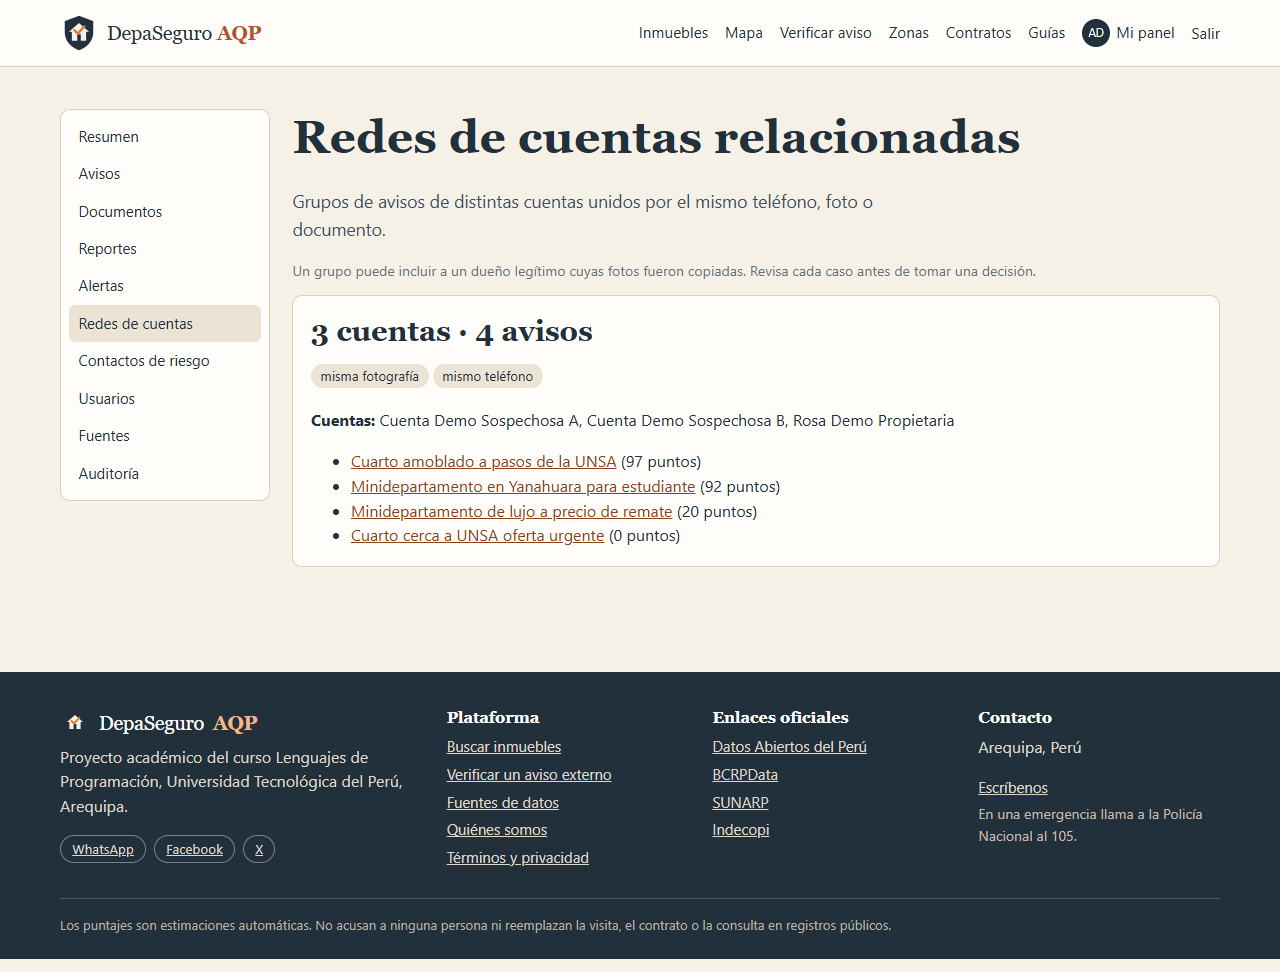 DepaSeguro AQP
Inmuebles Mapa Verificar aviso Zonas Contratos Guías AD Mi panel Salir
Resumen
Avisos
Documentos
Reportes
Alertas
Redes de cuentas
Contactos de riesgo
Usuarios
Fuentes
Auditoría
Redes de cuentas relacionadas
Grupos de avisos de distintas cuentas unidos por el mismo teléfono, foto o
documento.
Un grupo puede incluir a un dueño legítimo cuyas fotos fueron copiadas. Revisa cada caso antes de tomar una decisión.
3 cuentas · 4 avisos
misma fotografía mismo teléfono
Cuentas: Cuenta Demo Sospechosa A, Cuenta Demo Sospechosa B, Rosa Demo Propietaria
• Cuarto amoblado a pasos de la UNSA (97 puntos)
• Minidepartamento en Yanahuara para estudiante (92 puntos)
• Minidepartamento de lujo a precio de remate (20 puntos)
• Cuarto cerca a UNSA oferta urgente (0 puntos)
DepaSeguro AQP
Proyecto académico del curso Lenguajes de
Programación, Universidad Tecnológica del Perú,
Arequipa.
WhatsApp Facebook X
Plataforma
Buscar inmuebles
Verificar un aviso externo
Fuentes de datos
Quiénes somos
Términos y privacidad
Enlaces oficiales
Datos Abiertos del Perú
BCRPData
SUNARP
Indecopi
Contacto
Arequipa, Perú
Escríbenos
En una emergencia llama a la Policía
Nacional al 105.
Los puntajes son estimaciones automáticas. No acusan a ninguna persona ni reemplazan la visita, el contrato o la consulta en registros públicos.